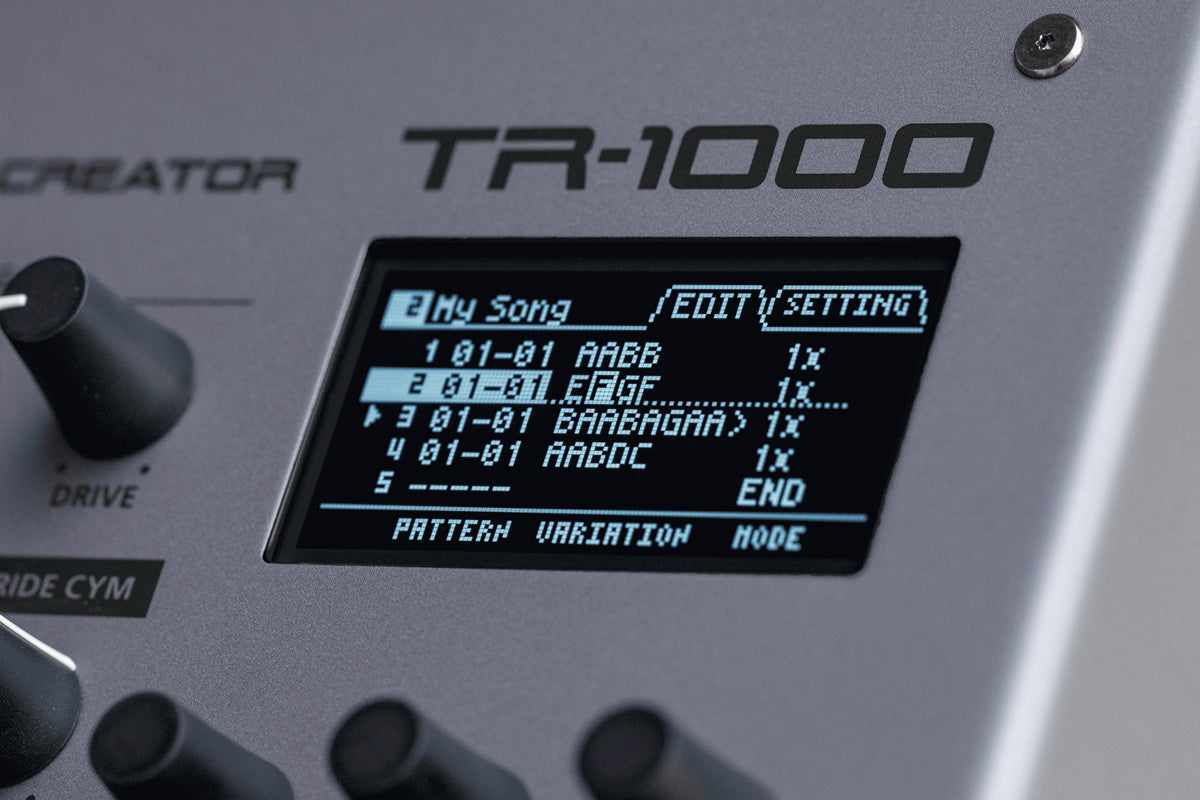 CREATOR
TR-1000
2 My Song EDIT SETTING
1 01-01 AABB 1x
2 01-01 EFGF 1x
3 01-01 BAABAGAA> 1x
4 01-01 AABDC 1x
5 ------ END
PATTERN VARIATION MODE
DRIVE
RIDE CYM